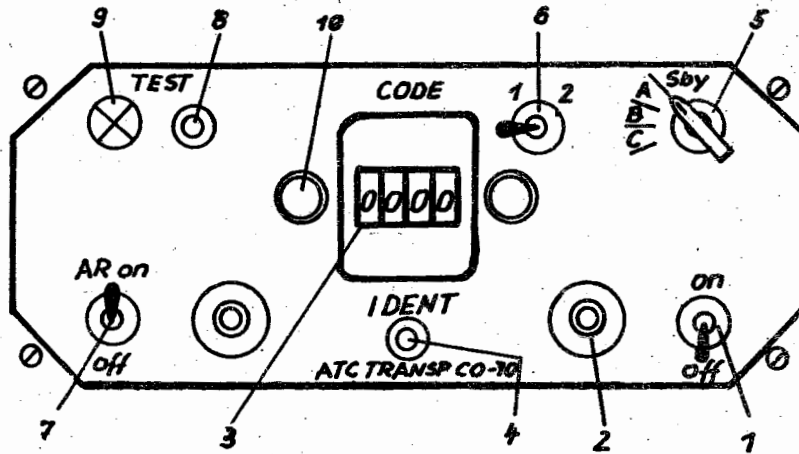 9 8 10 6 5
TEST CODE 1 2 Sby
A
B
C
0000
AR on IDENT on
off ATC TRANSP CO-70 off
7 3 4 2 1